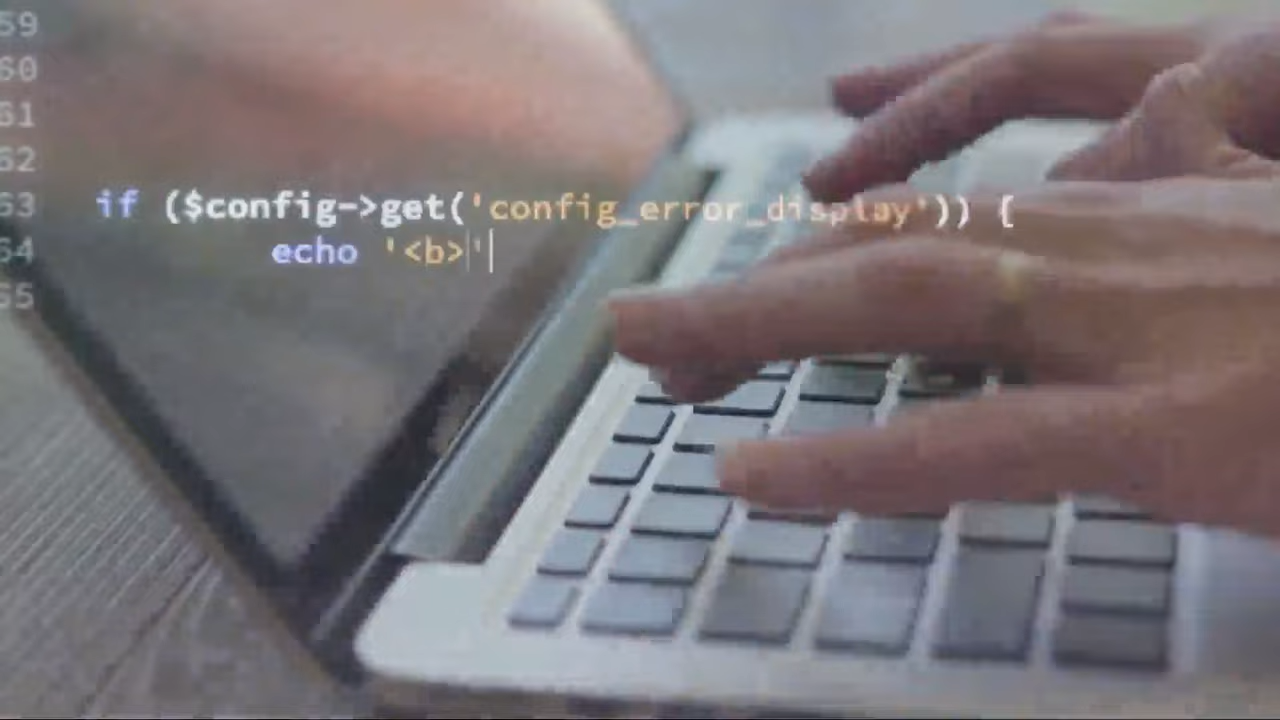 59
60
61
62
63 if ($config->get('config_error_display')) {
64 echo '<b>'
65